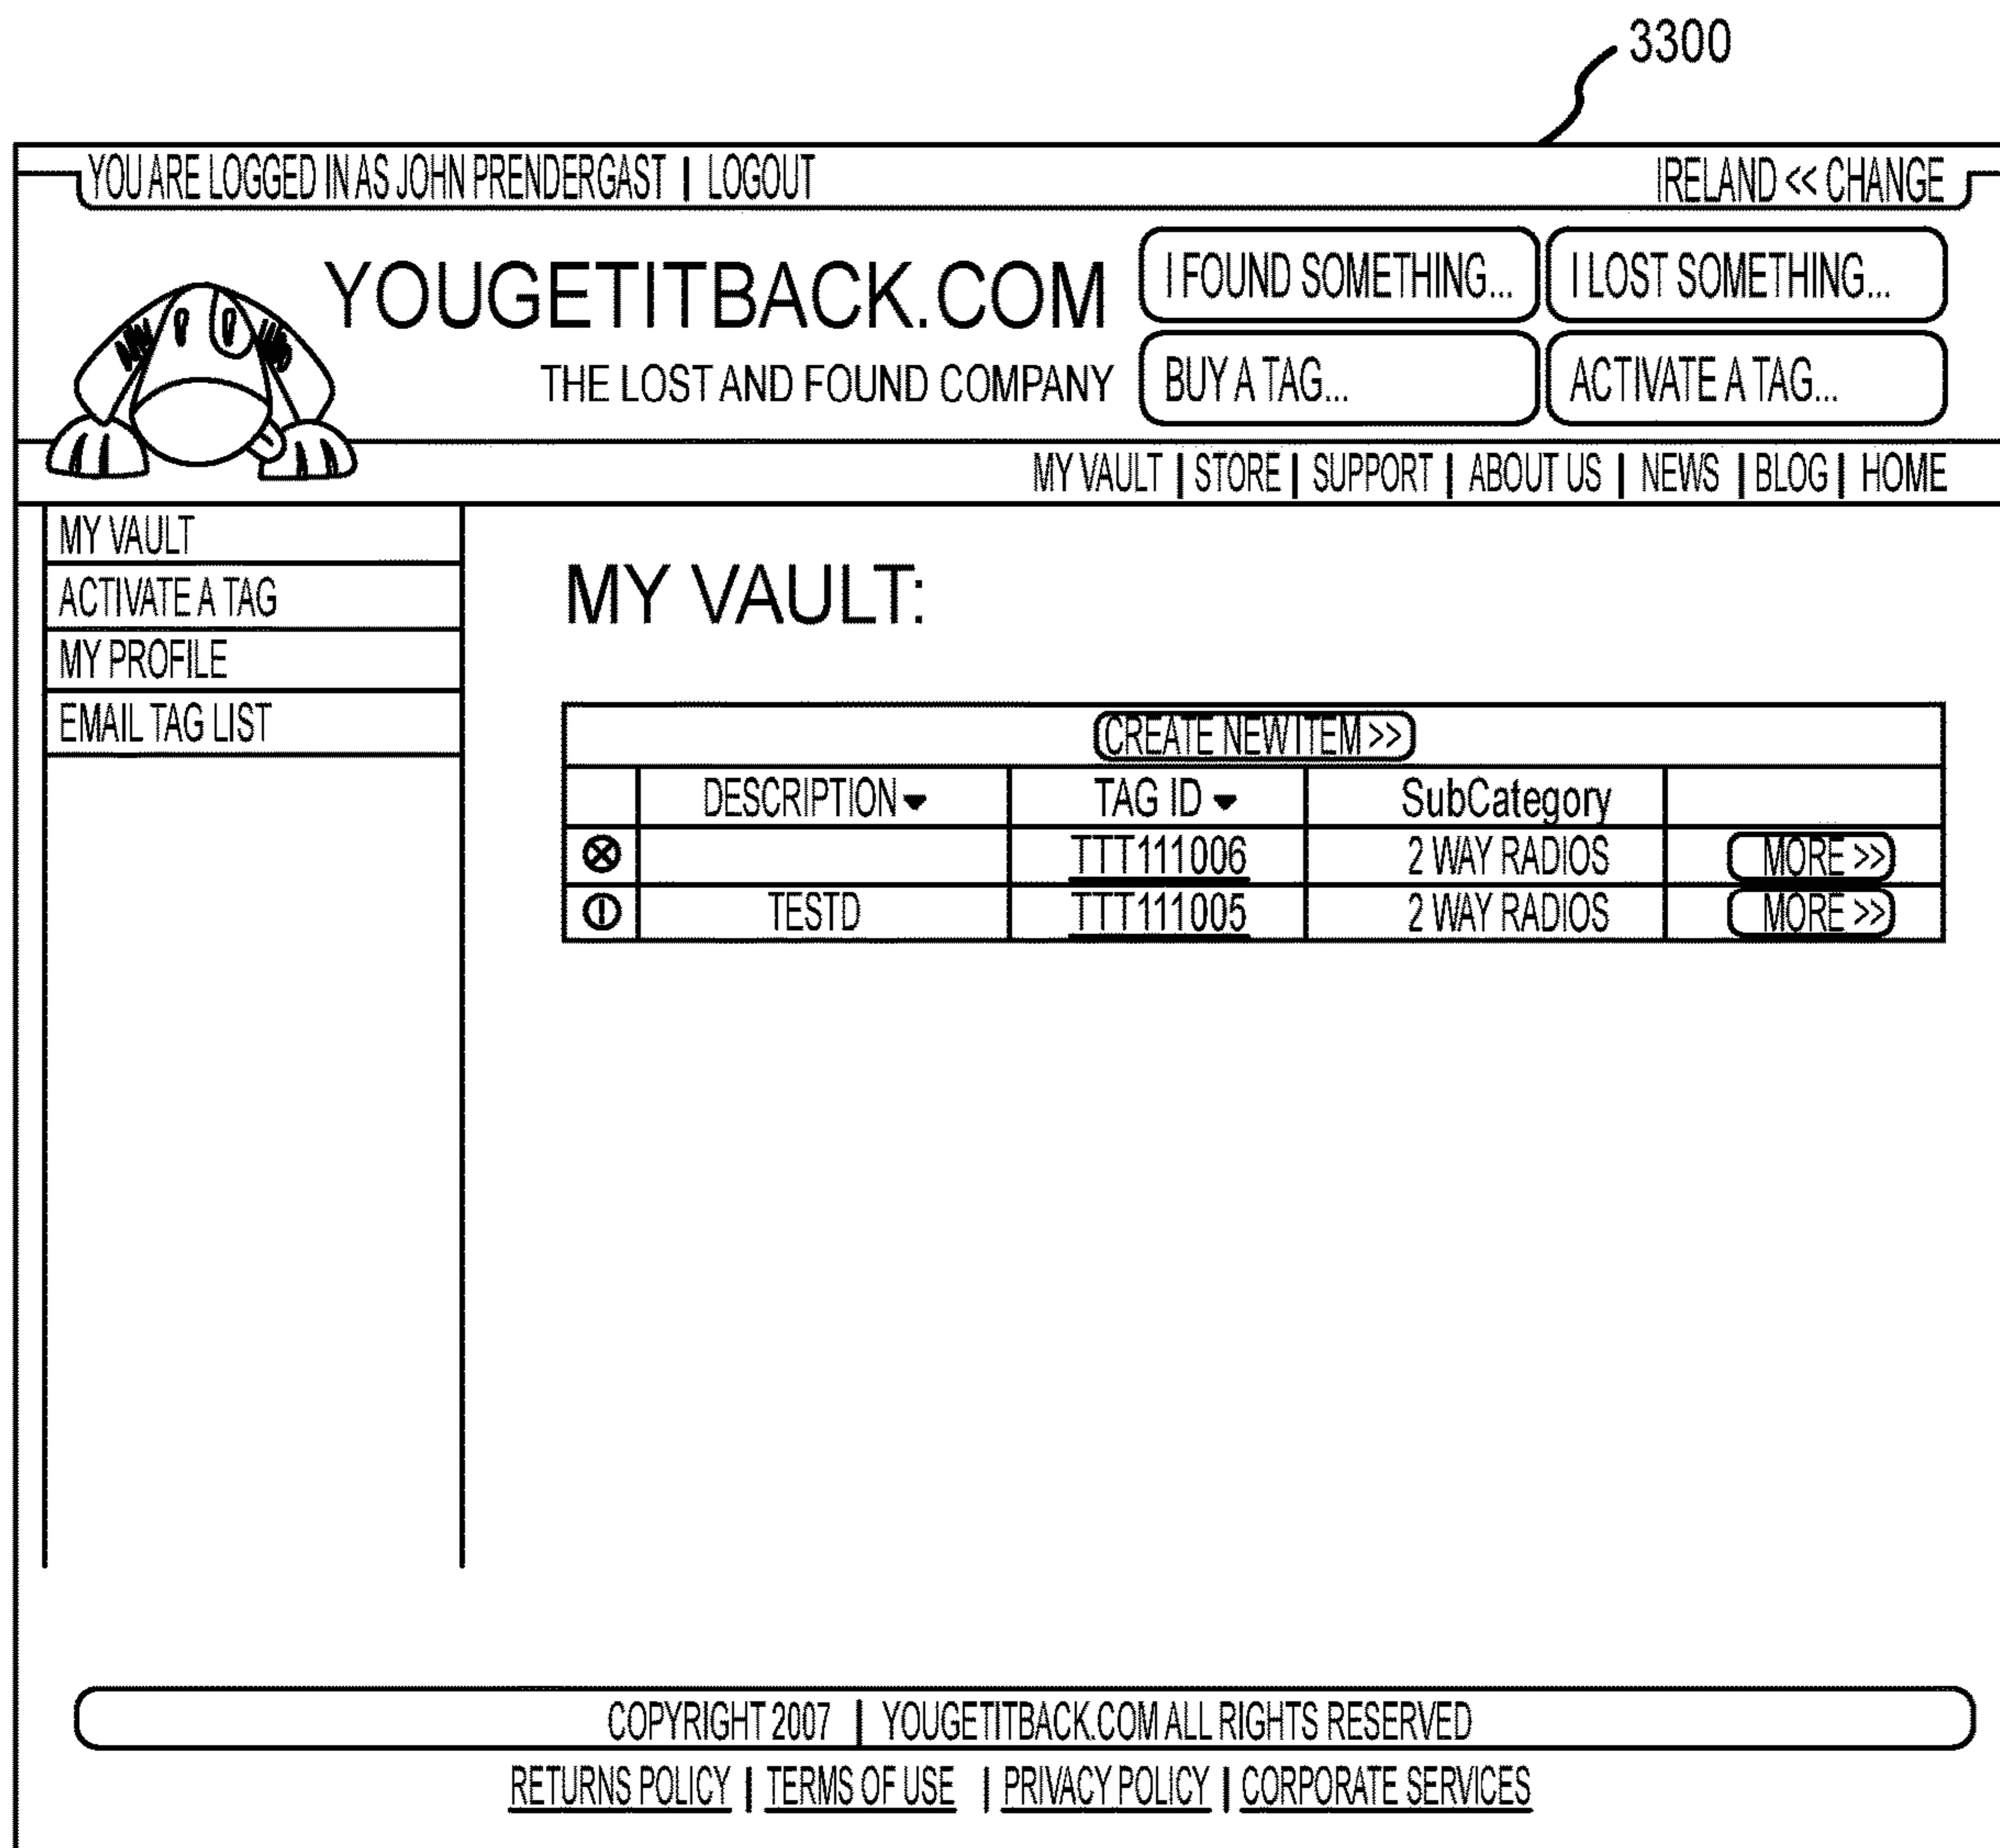 3300
YOU ARE LOGGED IN AS JOHN PRENDERGAST | LOGOUT
IRELAND << CHANGE
YOUGETITBACK.COM
THE LOST AND FOUND COMPANY
I FOUND SOMETHING...
I LOST SOMETHING...
BUY A TAG...
ACTIVATE A TAG...
MY VAULT | STORE | SUPPORT | ABOUT US | NEWS | BLOG | HOME
MY VAULT
ACTIVATE A TAG
MY PROFILE
EMAIL TAG LIST
MY VAULT:
CREATE NEW ITEM >>
DESCRIPTION TAG ID SubCategory
TTT111006 2 WAY RADIOS MORE >>
TESTD TTT111005 2 WAY RADIOS MORE >>
COPYRIGHT 2007 | YOUGETITBACK.COM ALL RIGHTS RESERVED
RETURNS POLICY | TERMS OF USE | PRIVACY POLICY | CORPORATE SERVICES